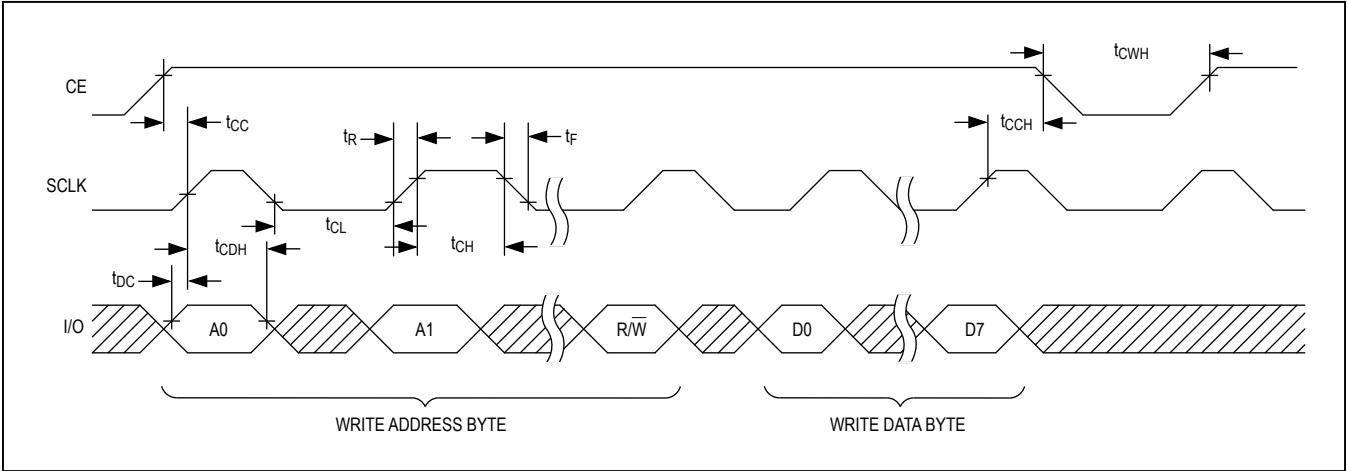 tCWH
CE
tCC
tR
tF
tCCH
SCLK
tCL
tCDH
tCH
tDC
I/O
A0
A1
R/W̅
D0
D7
WRITE ADDRESS BYTE
WRITE DATA BYTE